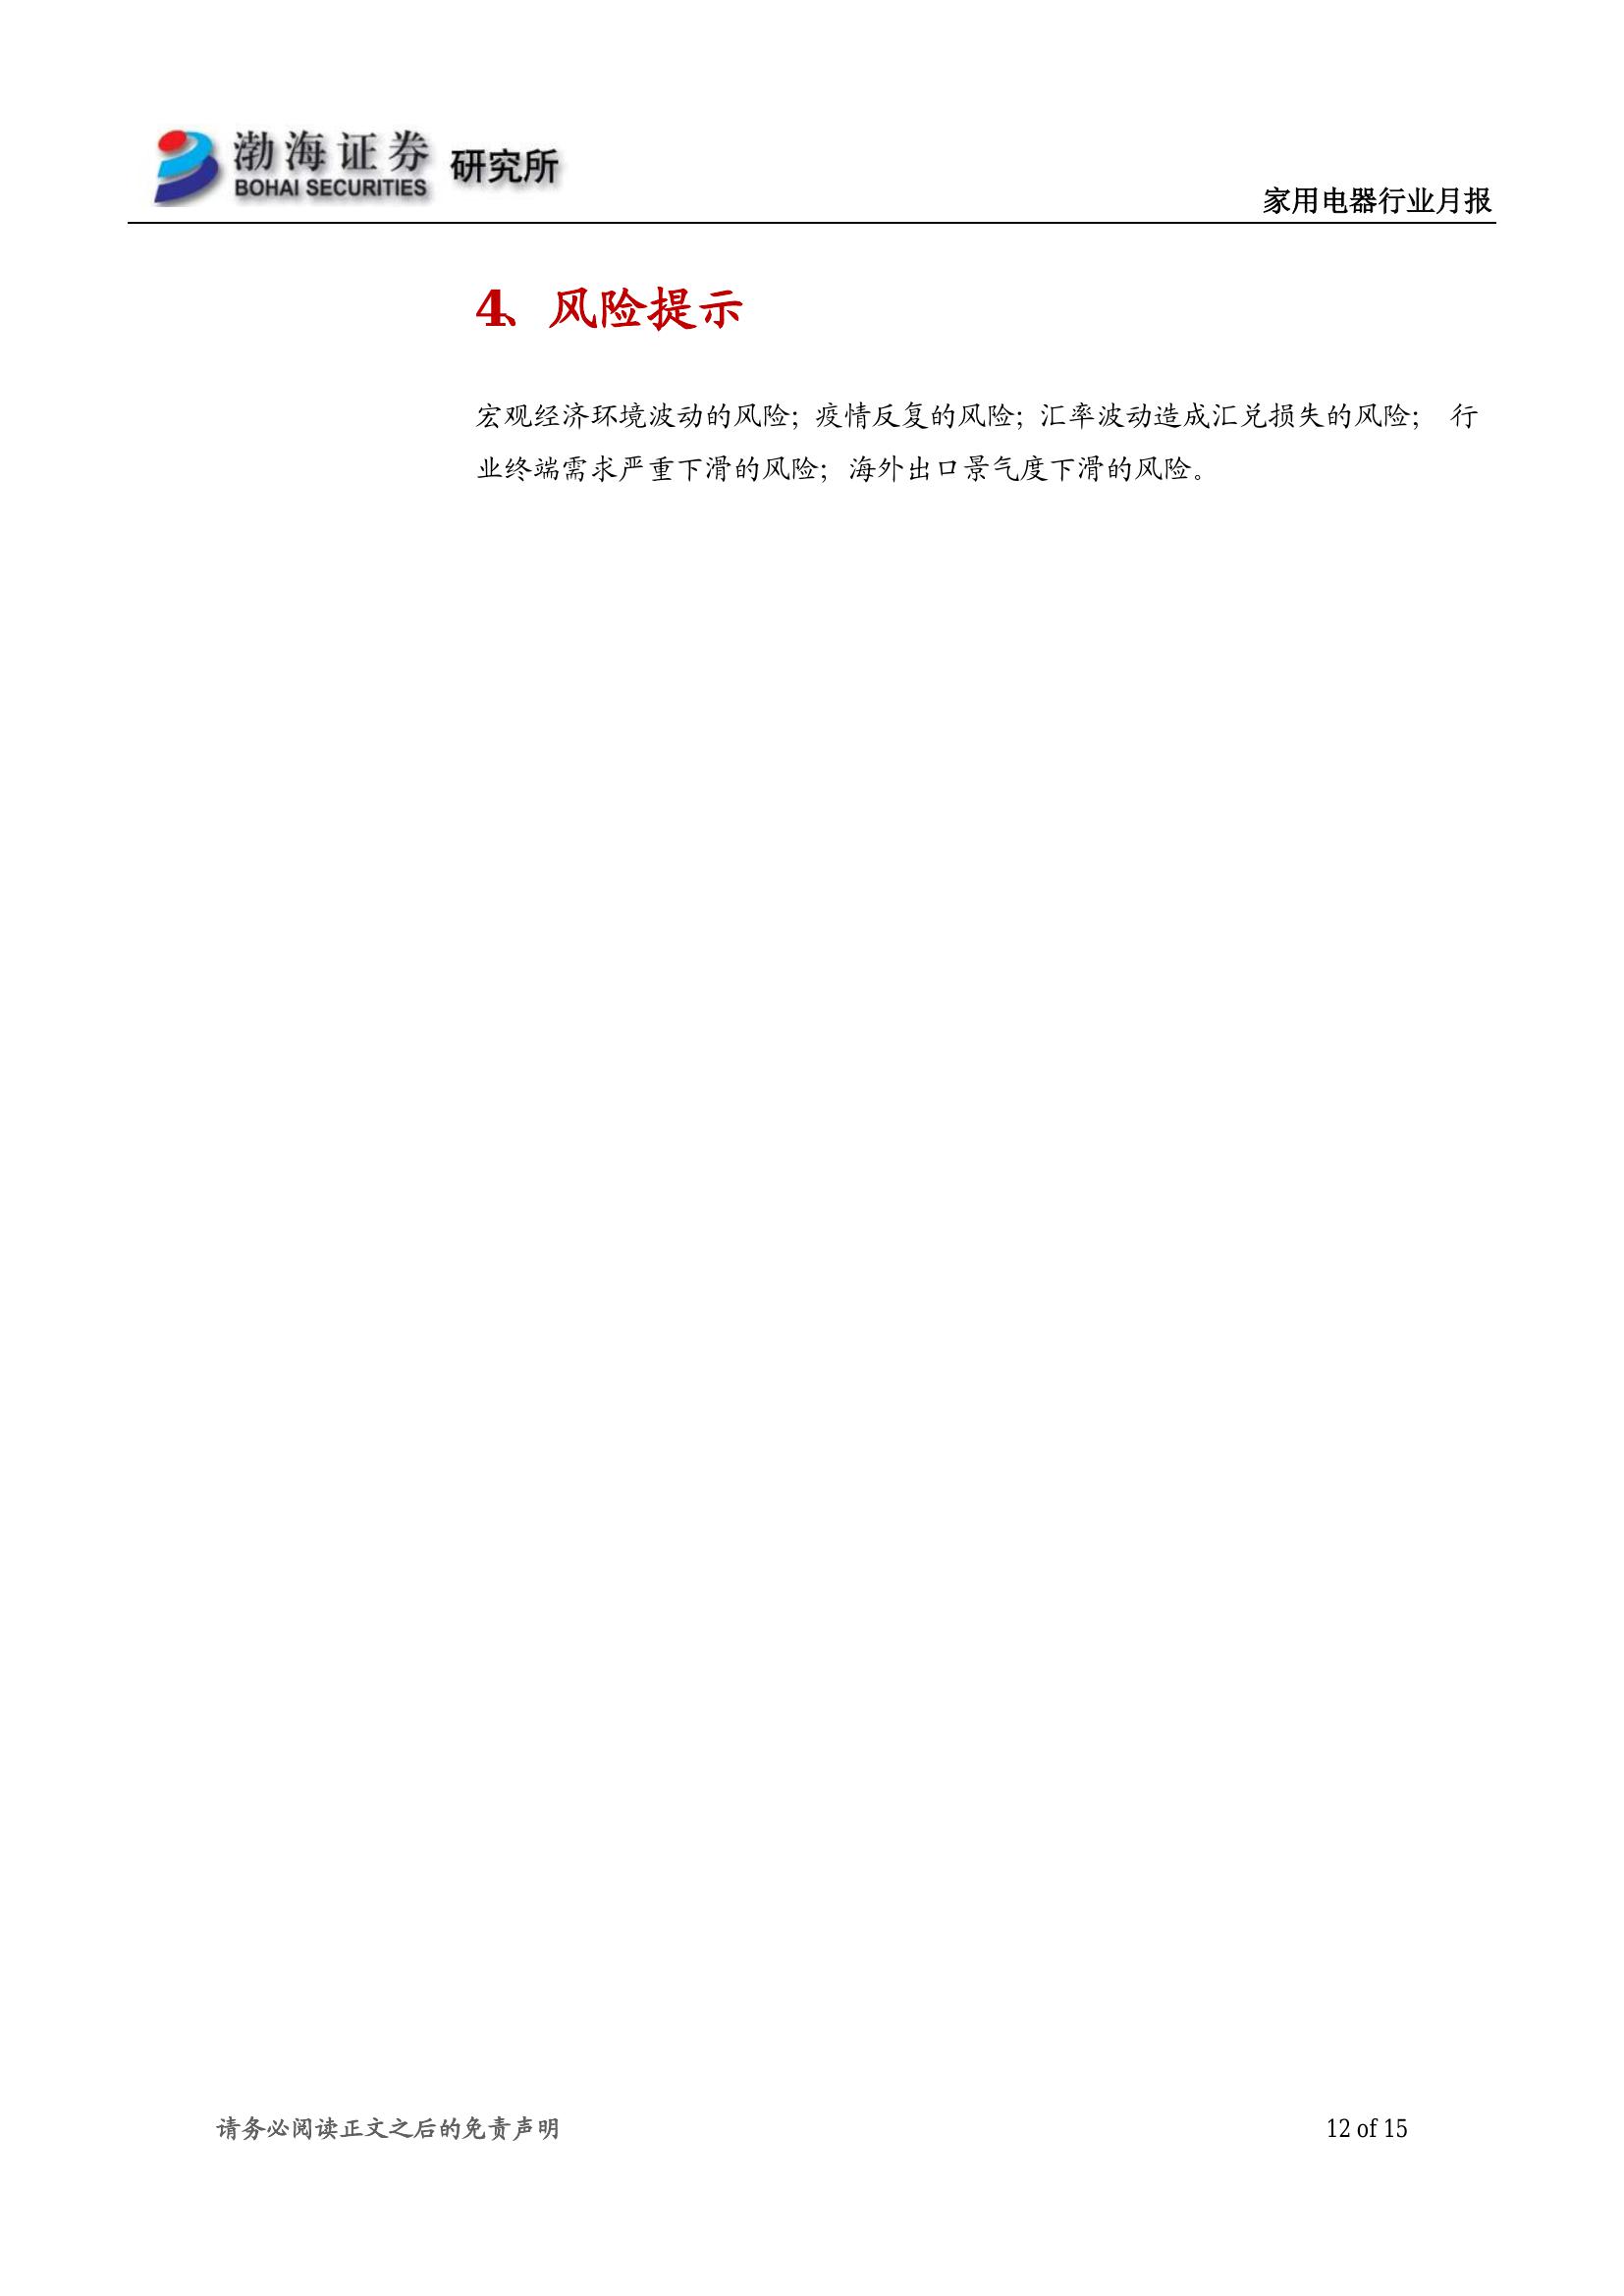 渤海证券
BOHAI SECURITIES
研究所
家用电器行业月报
4、风险提示
宏观经济环境波动的风险；疫情反复的风险；汇率波动造成汇兑损失的风险； 行
业终端需求严重下滑的风险；海外出口景气度下滑的风险。
请务必阅读正文之后的免责声明
12 of 15